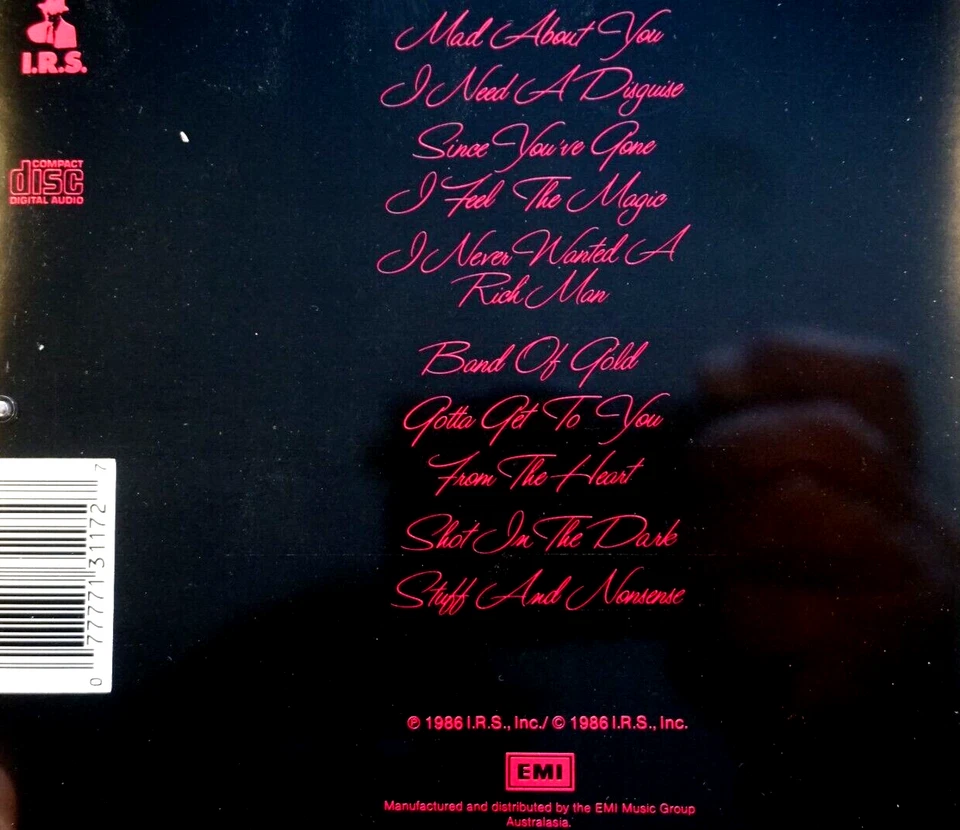 I.R.S.
COMPACT
disc
DIGITAL AUDIO
Mad About You
I Need A Disguise
Since You've Gone
I Feel The Magic
I Never Wanted A
Rich Man
Band Of Gold
Gotta Get To You
From The Heart
Shot In The Dark
Stuff And Nonsense
0 77771 31172 7
℗ 1986 I.R.S., Inc./ © 1986 I.R.S., Inc.
EMI
Manufactured and distributed by the EMI Music Group
Australasia.